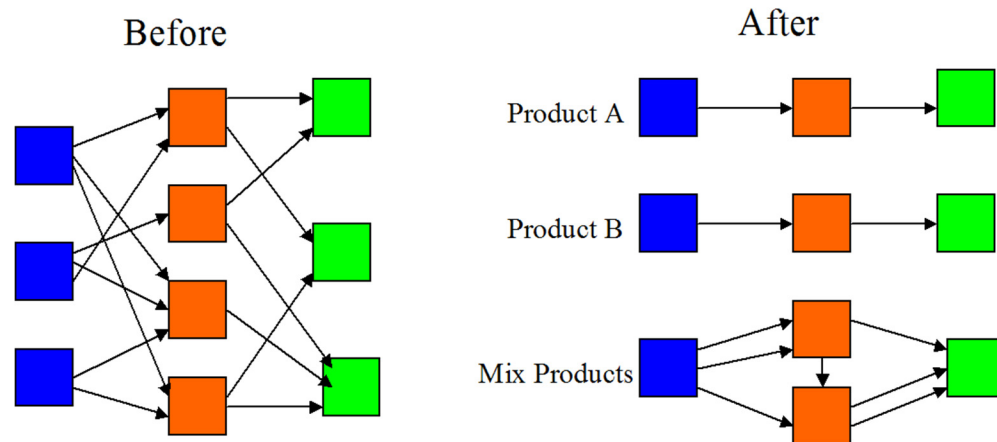 Before
After
Product A
Product B
Mix Products